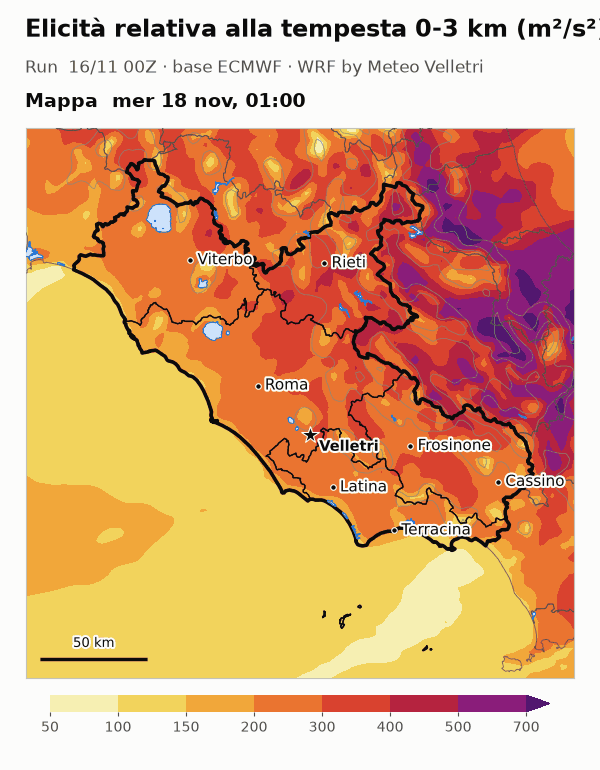 Elicità relativa alla tempesta 0-3 km (m²/s²)
Run  16/11 00Z · base ECMWF · WRF by Meteo Velletri
Mappa  mer 18 nov, 01:00
Viterbo
Rieti
Roma
Velletri
Frosinone
Latina
Cassino
Terracina
50 km
50 100 150 200 300 400 500 700